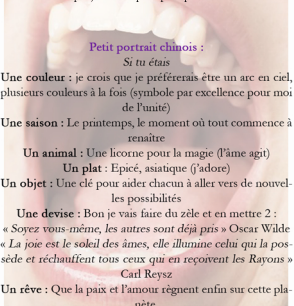 Petit portrait chinois :
Si tu étais
Une couleur : je crois que je préférerais être un arc en ciel,
plusieurs couleurs à la fois (symbole par excellence pour moi
de l'unité)
Une saison : Le printemps, le moment où tout commence à
renaître
Un animal : Une licorne pour la magie (l'âme agit)
Un plat : Epicé, asiatique (j'adore)
Un objet : Une clé pour aider chacun à aller vers de nouvel-
les possibilités
Une devise : Bon je vais faire du zèle et en mettre 2 :
« Soyez vous-même, les autres sont déjà pris » Oscar Wilde
« La joie est le soleil des âmes, elle illumine celui qui la pos-
sède et réchauffent tous ceux qui en reçoivent les Rayons »
Carl Reysz
Un rêve : Que la paix et l'amour règnent enfin sur cette pla-
nète